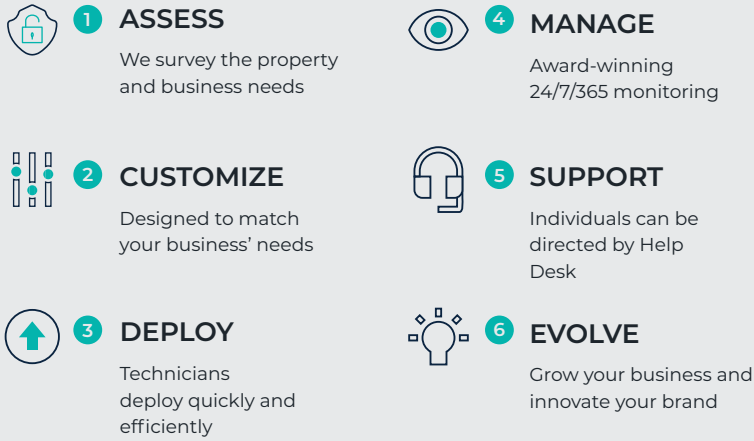 1 ASSESS
We survey the property
and business needs
2 CUSTOMIZE
Designed to match
your business’ needs
3 DEPLOY
Technicians
deploy quickly and
efficiently
4 MANAGE
Award-winning
24/7/365 monitoring
5 SUPPORT
Individuals can be
directed by Help
Desk
6 EVOLVE
Grow your business and
innovate your brand